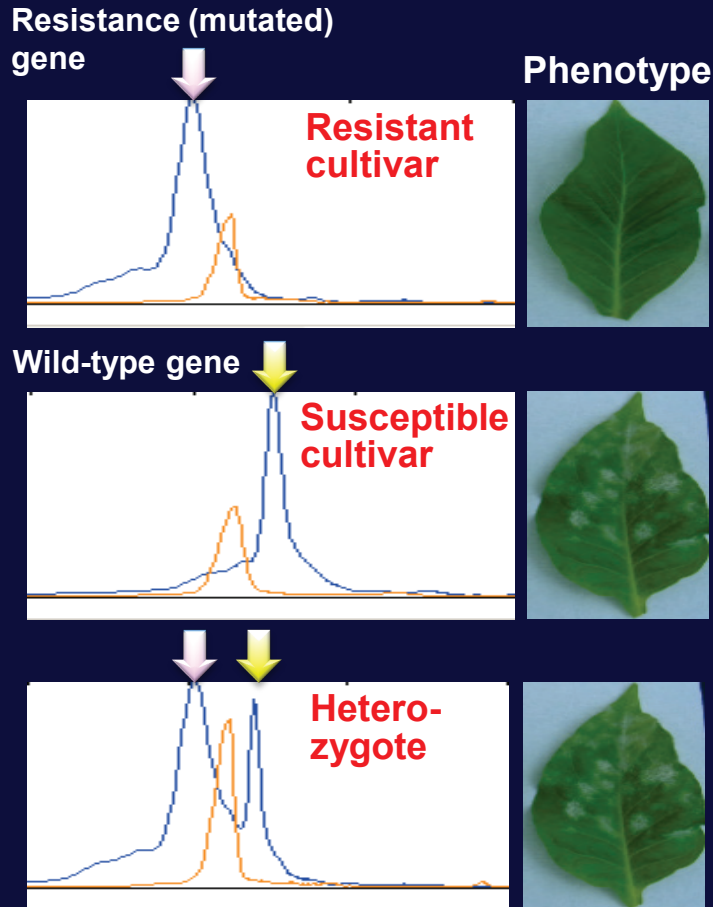 Resistance (mutated)
gene
Phenotype
Resistant
cultivar
Wild-type gene
Susceptible
cultivar
Hetero-
zygote